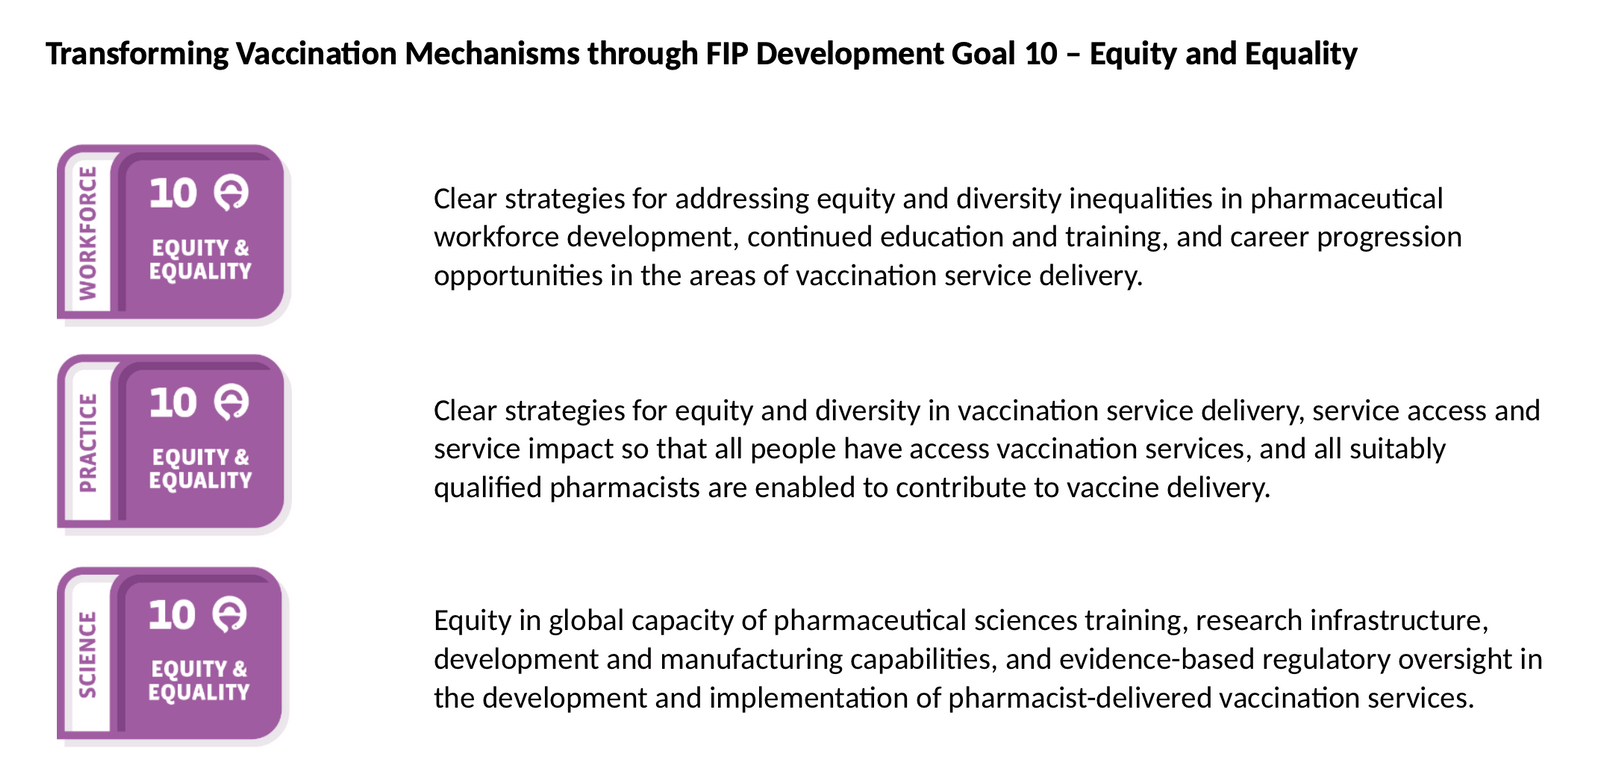 Transforming Vaccination Mechanisms through FIP Development Goal 10 – Equity and Equality
WORKFORCE
10
EQUITY &
EQUALITY
Clear strategies for addressing equity and diversity inequalities in pharmaceutical
workforce development, continued education and training, and career progression
opportunities in the areas of vaccination service delivery.
PRACTICE
10
EQUITY &
EQUALITY
Clear strategies for equity and diversity in vaccination service delivery, service access and
service impact so that all people have access vaccination services, and all suitably
qualified pharmacists are enabled to contribute to vaccine delivery.
SCIENCE
10
EQUITY &
EQUALITY
Equity in global capacity of pharmaceutical sciences training, research infrastructure,
development and manufacturing capabilities, and evidence-based regulatory oversight in
the development and implementation of pharmacist-delivered vaccination services.